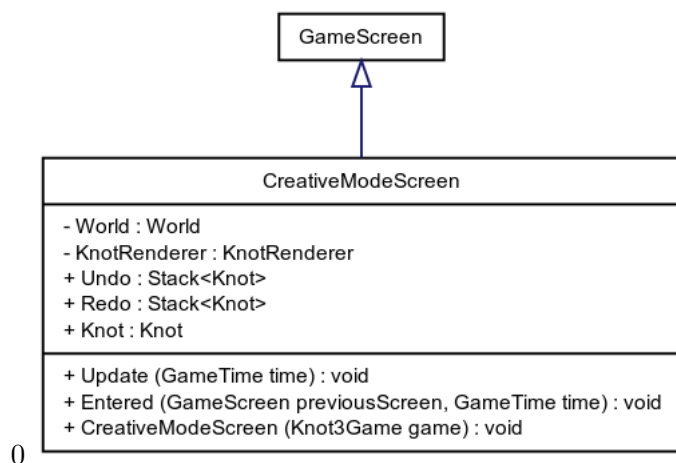 GameScreen
CreativeModeScreen
- World : World
- KnotRenderer : KnotRenderer
+ Undo : Stack<Knot>
+ Redo : Stack<Knot>
+ Knot : Knot
+ Update (GameTime time) : void
+ Entered (GameScreen previousScreen, GameTime time) : void
+ CreativeModeScreen (Knot3Game game) : void
0